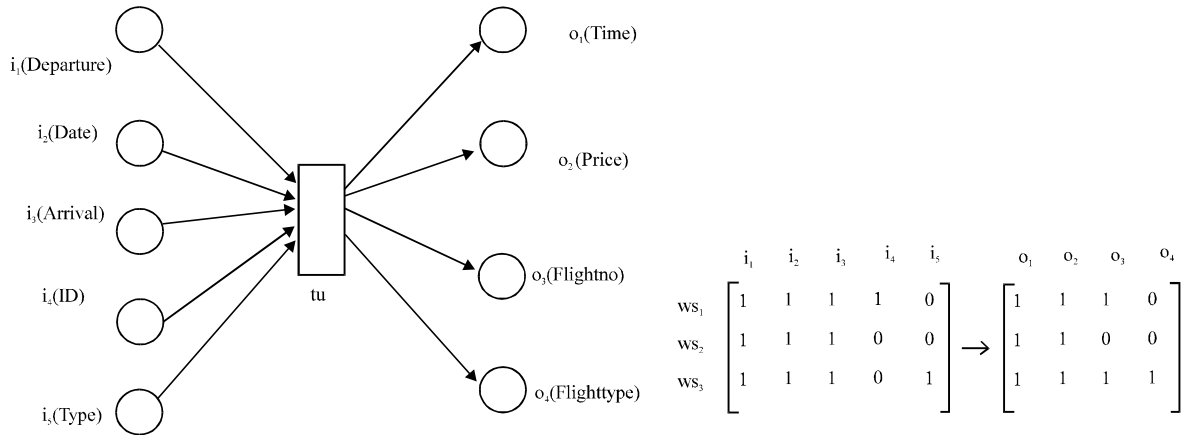 i₁(Departure)
i₂(Date)
i₃(Arrival)
i₄(ID)
i₅(Type)
tu
o₁(Time)
o₂(Price)
o₃(Flightno)
o₄(Flighttype)
i₁ i₂ i₃ i₄ i₅ o₁ o₂ o₃ o₄
ws₁ 1 1 1 1 0 1 1 1 0
ws₂ 1 1 1 0 0 → 1 1 0 0
ws₃ 1 1 1 0 1 1 1 1 1